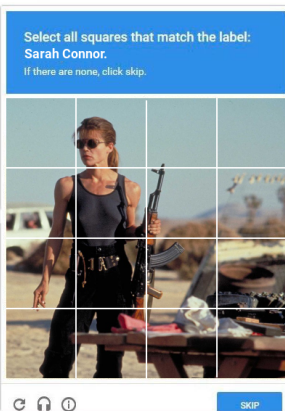 Select all squares that match the label:
Sarah Connor.
If there are none, click skip.
SKIP